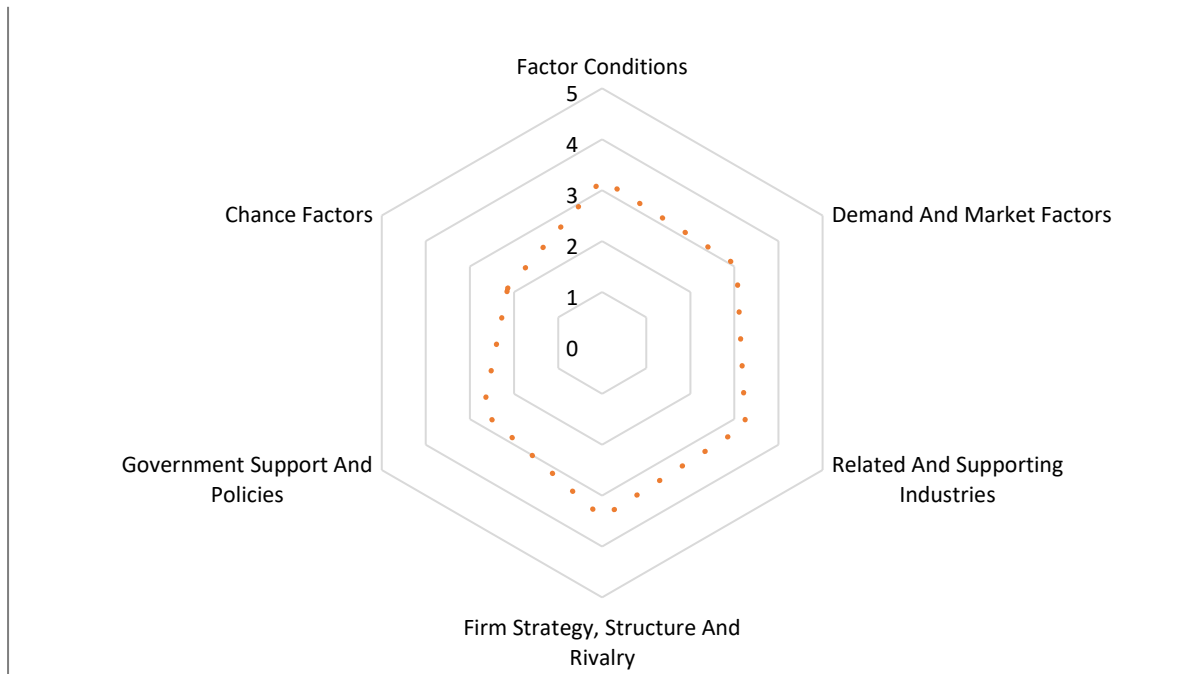 Factor Conditions
5
4
Chance Factors
3
Demand And Market Factors
2
1
0
Government Support And
Policies
Related And Supporting
Industries
Firm Strategy, Structure And
Rivalry